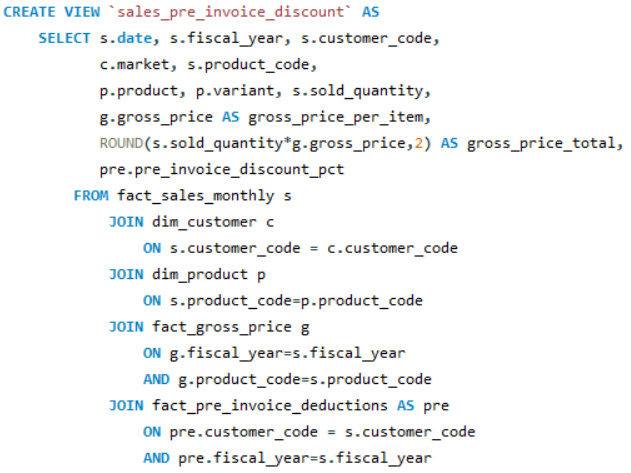 CREATE VIEW `sales_pre_invoice_discount` AS
SELECT s.date, s.fiscal_year, s.customer_code,
c.market, s.product_code,
p.product, p.variant, s.sold_quantity,
g.gross_price AS gross_price_per_item,
ROUND(s.sold_quantity*g.gross_price,2) AS gross_price_total,
pre.pre_invoice_discount_pct
FROM fact_sales_monthly s
JOIN dim_customer c
ON s.customer_code = c.customer_code
JOIN dim_product p
ON s.product_code=p.product_code
JOIN fact_gross_price g
ON g.fiscal_year=s.fiscal_year
AND g.product_code=s.product_code
JOIN fact_pre_invoice_deductions AS pre
ON pre.customer_code = s.customer_code
AND pre.fiscal_year=s.fiscal_year